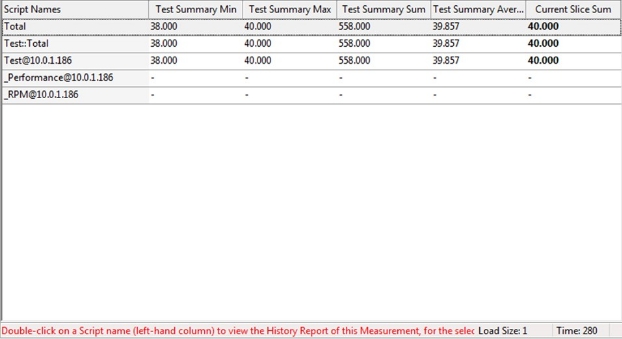 Script Names Test Summary Min Test Summary Max Test Summary Sum Test Summary Aver... Current Slice Sum
Total 38.000 40.000 558.000 39.857 40.000
Test::Total 38.000 40.000 558.000 39.857 40.000
Test@10.0.1.186 38.000 40.000 558.000 39.857 40.000
_Performance@10.0.1.186 - - - - -
_RPM@10.0.1.186 - - - - -
Double-click on a Script name (left-hand column) to view the History Report of this Measurement, for the selec Load Size: 1 Time: 280